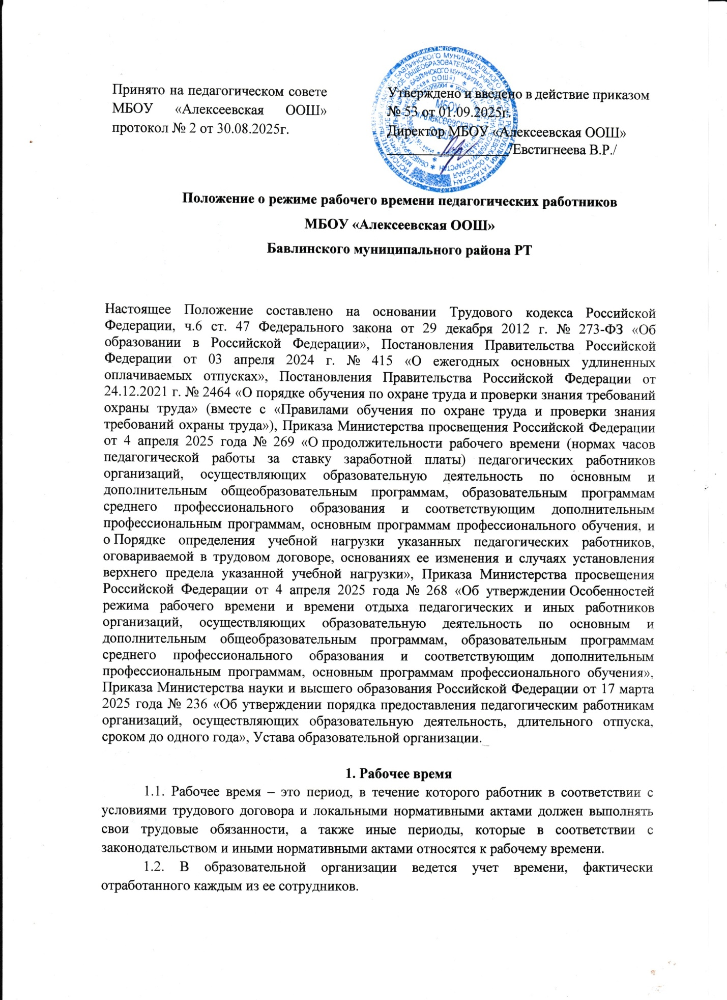 Принято на педагогическом совете
МБОУ «Алексеевская ООШ»
протокол № 2 от 30.08.2025г.
Утверждено и введено в действие приказом
№ 53 от 01.09.2025г.
Директор МБОУ «Алексеевская ООШ»
/Евстигнеева В.Р./
МБОУ
«Алексеевская
ООШ»
Положение о режиме рабочего времени педагогических работников
МБОУ «Алексеевская ООШ»
Бавлинского муниципального района РТ
Настоящее Положение составлено на основании Трудового кодекса Российской
Федерации, ч.6 ст. 47 Федерального закона от 29 декабря 2012 г. № 273-ФЗ «Об
образовании в Российской Федерации», Постановления Правительства Российской
Федерации от 03 апреля 2024 г. № 415 «О ежегодных основных удлиненных
оплачиваемых отпусках», Постановления Правительства Российской Федерации от
24.12.2021 г. № 2464 «О порядке обучения по охране труда и проверки знания требований
охраны труда» (вместе с «Правилами обучения по охране труда и проверки знания
требований охраны труда»), Приказа Министерства просвещения Российской Федерации
от 4 апреля 2025 года № 269 «О продолжительности рабочего времени (нормах часов
педагогической работы за ставку заработной платы) педагогических работников
организаций, осуществляющих образовательную деятельность по основным и
дополнительным общеобразовательным программам, образовательным программам
среднего профессионального образования и соответствующим дополнительным
профессиональным программам, основным программам профессионального обучения, и
о Порядке определения учебной нагрузки указанных педагогических работников,
оговариваемой в трудовом договоре, основаниях ее изменения и случаях установления
верхнего предела указанной учебной нагрузки», Приказа Министерства просвещения
Российской Федерации от 4 апреля 2025 года № 268 «Об утверждении Особенностей
режима рабочего времени и времени отдыха педагогических и иных работников
организаций, осуществляющих образовательную деятельность по основным и
дополнительным общеобразовательным программам, образовательным программам
среднего профессионального образования и соответствующим дополнительным
профессиональным программам, основным программам профессионального обучения»,
Приказа Министерства науки и высшего образования Российской Федерации от 17 марта
2025 года № 236 «Об утверждении порядка предоставления педагогическим работникам
организаций, осуществляющих образовательную деятельность, длительного отпуска,
сроком до одного года», Устава образовательной организации.
1. Рабочее время
1.1. Рабочее время – это период, в течение которого работник в соответствии с
условиями трудового договора и локальными нормативными актами должен выполнять
свои трудовые обязанности, а также иные периоды, которые в соответствии с
законодательством и иными нормативными актами относятся к рабочему времени.
1.2. В образовательной организации ведется учет времени, фактически
отработанного каждым из ее сотрудников.